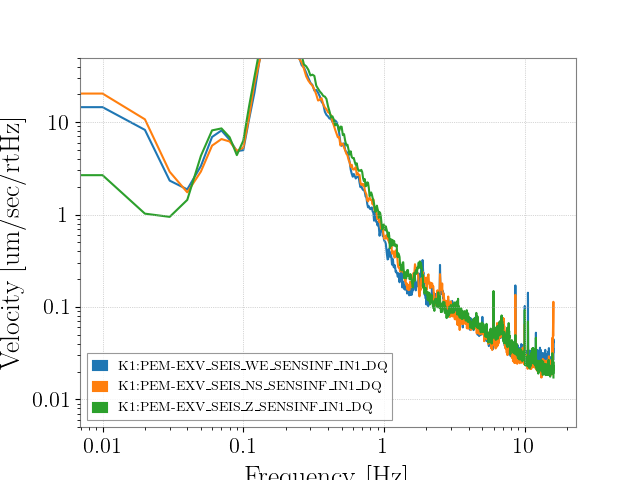 Velocity [um/sec/rtHz]
10
1
0.1
0.01
K1:PEM-EXV_SEIS_WE_SENSINF_IN1_DQ
K1:PEM-EXV_SEIS_NS_SENSINF_IN1_DQ
K1:PEM-EXV_SEIS_Z_SENSINF_IN1_DQ
0.01 0.1 1 10
Frequency [Hz]